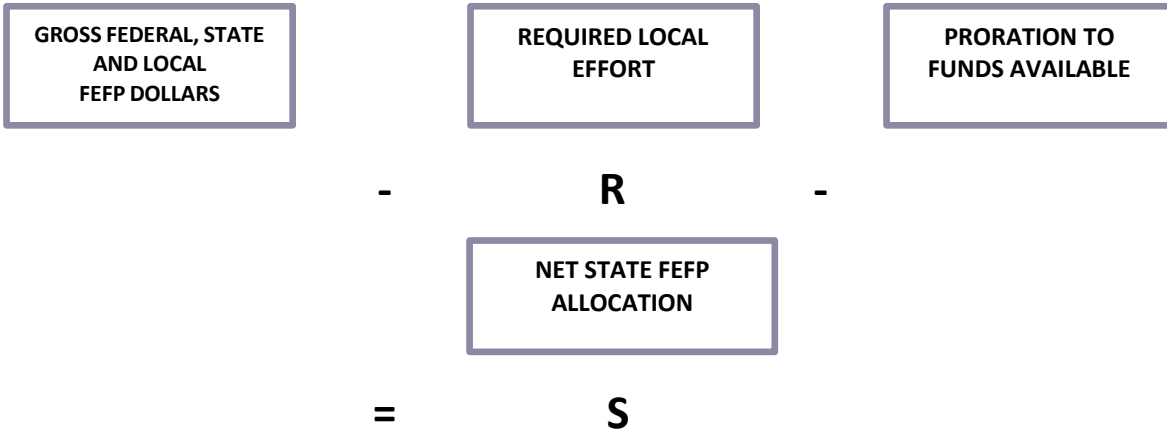 GROSS FEDERAL, STATE
AND LOCAL
FEFP DOLLARS
REQUIRED LOCAL
EFFORT
PRORATION TO
FUNDS AVAILABLE
- R -
NET STATE FEFP
ALLOCATION
= S